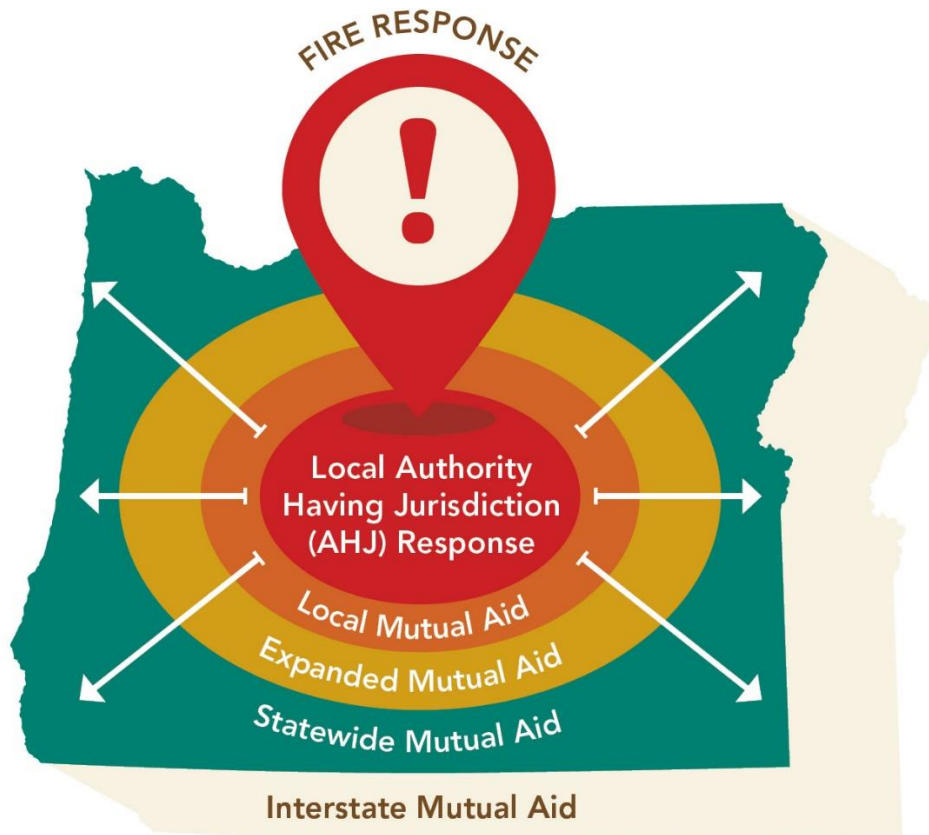 FIRE RESPONSE
!
Local Authority
Having Jurisdiction
(AHJ) Response
Local Mutual Aid
Expanded Mutual Aid
Statewide Mutual Aid
Interstate Mutual Aid